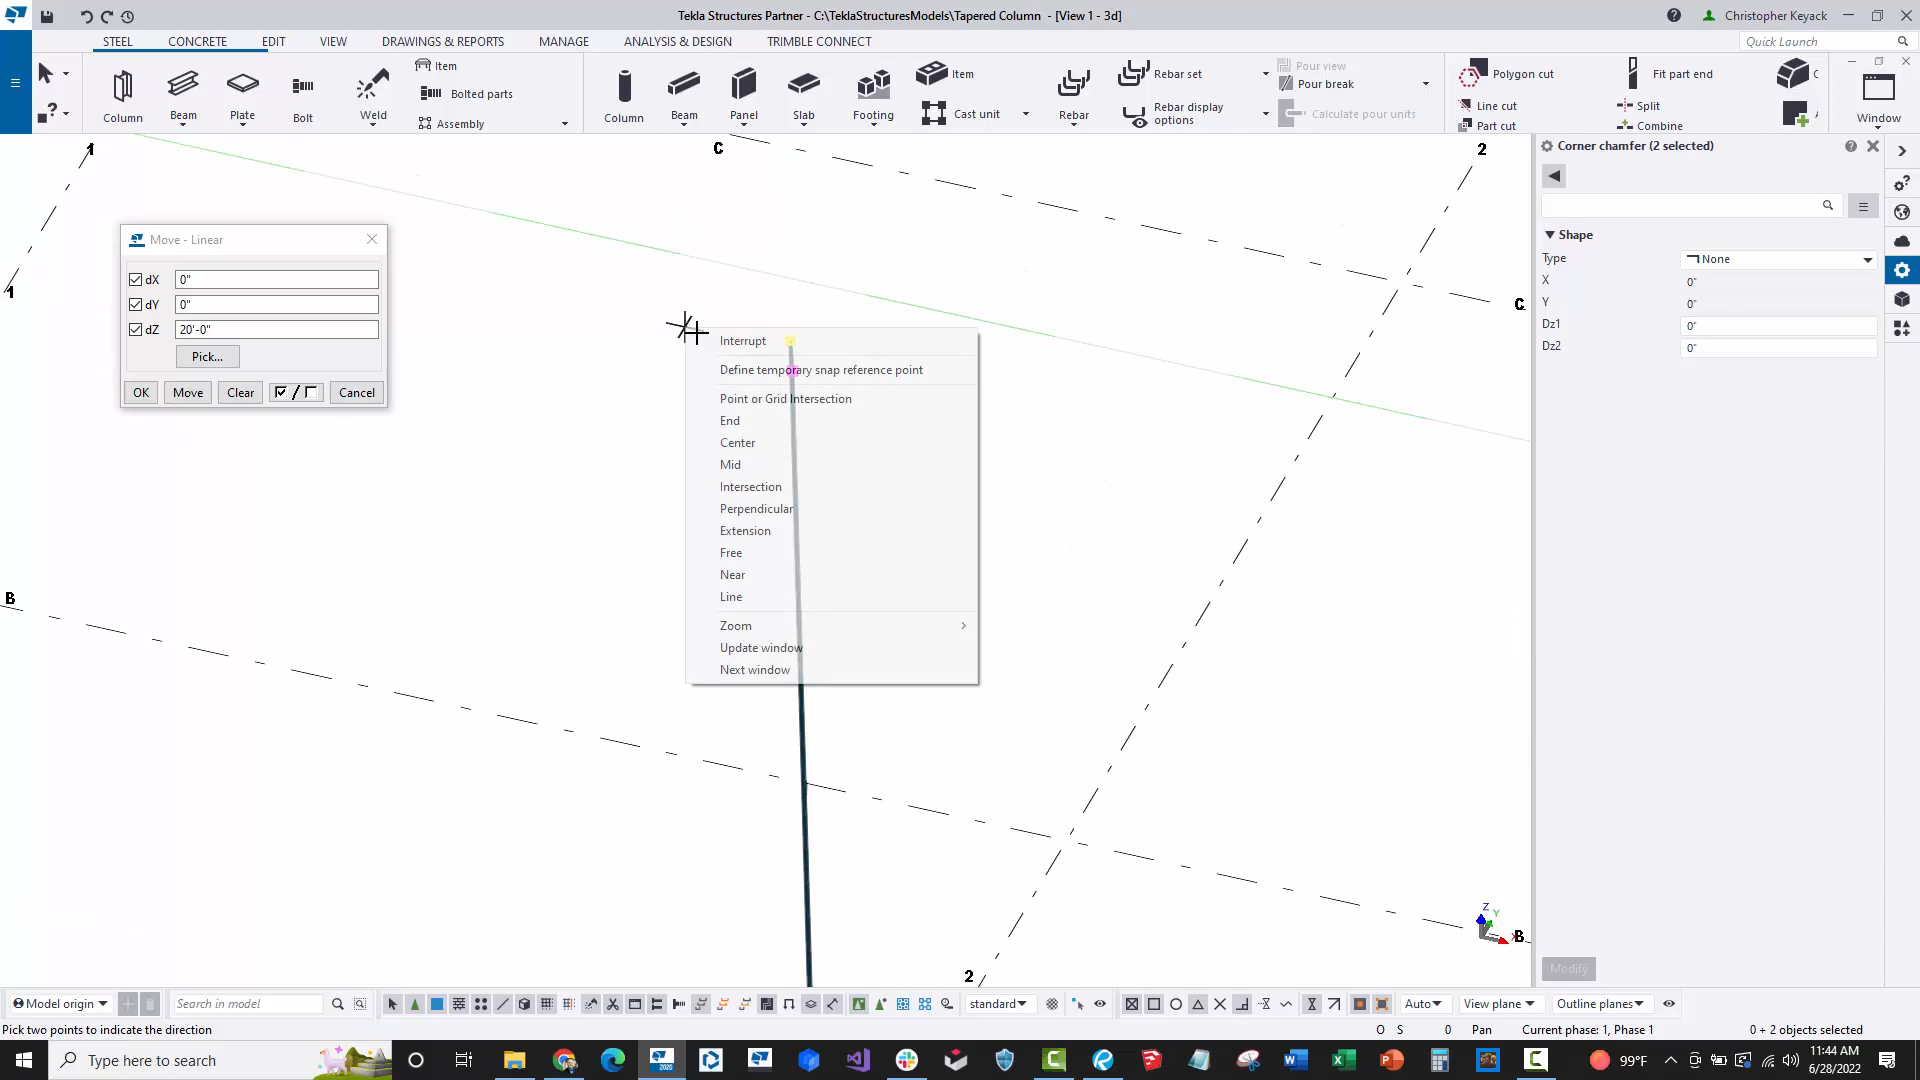 Tekla Structures Partner - C:\TeklaStructuresModels\Tapered Column - [View 1 - 3d]
Christopher Keyack
STEEL CONCRETE EDIT VIEW DRAWINGS & REPORTS MANAGE ANALYSIS & DESIGN TRIMBLE CONNECT
Quick Launch
Column
Beam
Plate
Bolt
Weld
Item
Bolted parts
Assembly
Column
Beam
Panel
Slab
Footing
Item
Cast unit
Rebar
Rebar set
Rebar display
options
Pour view
Pour break
Calculate pour units
Polygon cut
Line cut
Part cut
Fit part end
Split
Combine
Window
1
C
2
1
C
B
B
2
Move - Linear
dX 0"
dY 0"
dZ 20'-0"
Pick...
OK Move Clear / Cancel
Interrupt
Define temporary snap reference point
Point or Grid Intersection
End
Center
Mid
Intersection
Perpendicular
Extension
Free
Near
Line
Zoom
Update window
Next window
Z
Y
Corner chamfer (2 selected)
Shape
Type None
X 0"
Y 0"
Dz1 0"
Dz2 0"
Modify
Model origin Search in model standard Auto View plane Outline planes
Pick two points to indicate the direction O S 0 Pan Current phase: 1, Phase 1 0 + 2 objects selected
Type here to search
2020
99°F
11:44 AM
6/28/2022